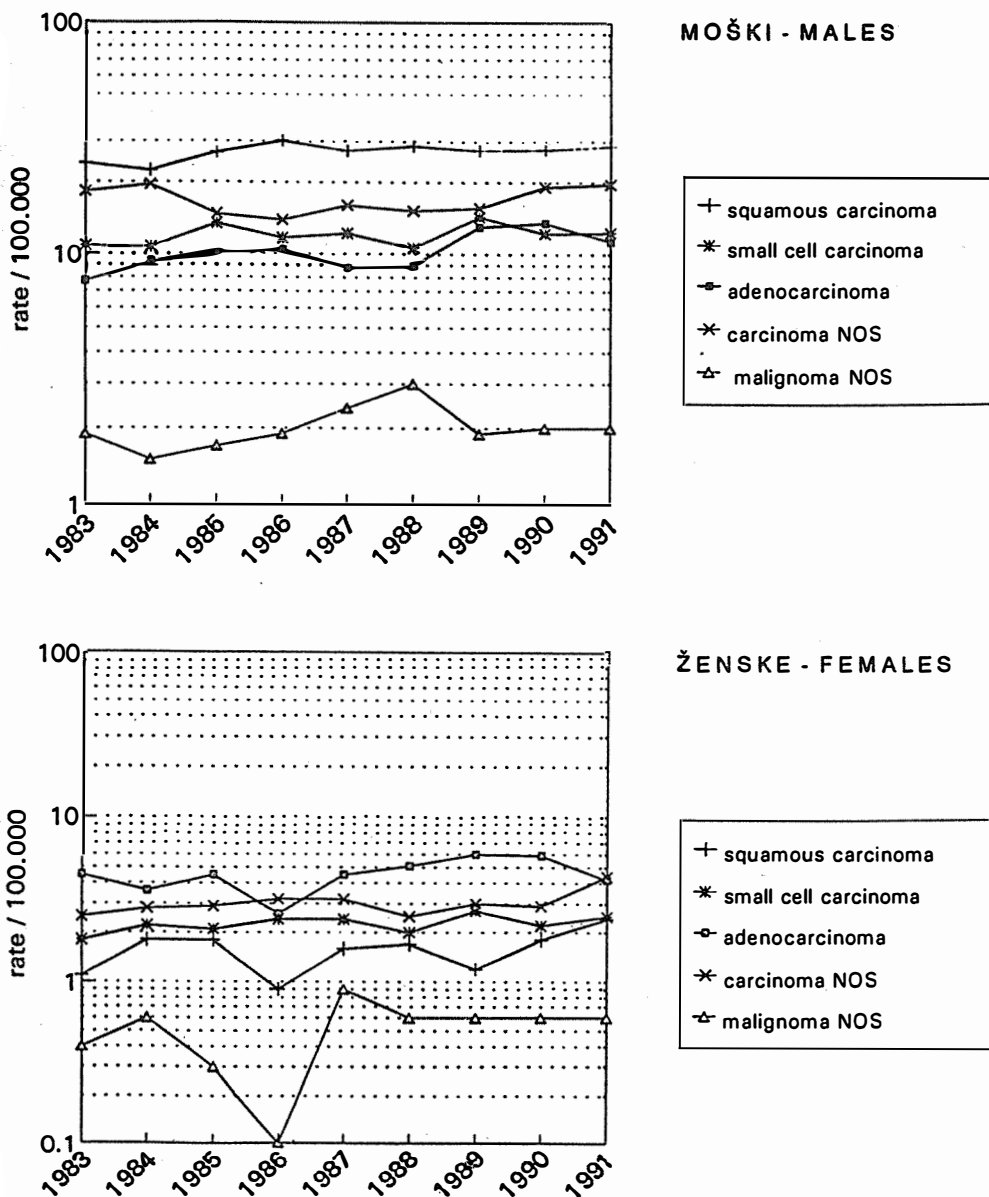 MOŠKI - MALES
100
10
1
rate / 100.000
1983
1984
1985
1986
1987
1988
1989
1990
1991
squamous carcinoma
small cell carcinoma
adenocarcinoma
carcinoma NOS
malignoma NOS
ŽENSKE - FEMALES
100
10
1
0.1
rate / 100.000
1983
1984
1985
1986
1987
1988
1989
1990
1991
squamous carcinoma
small cell carcinoma
adenocarcinoma
carcinoma NOS
malignoma NOS